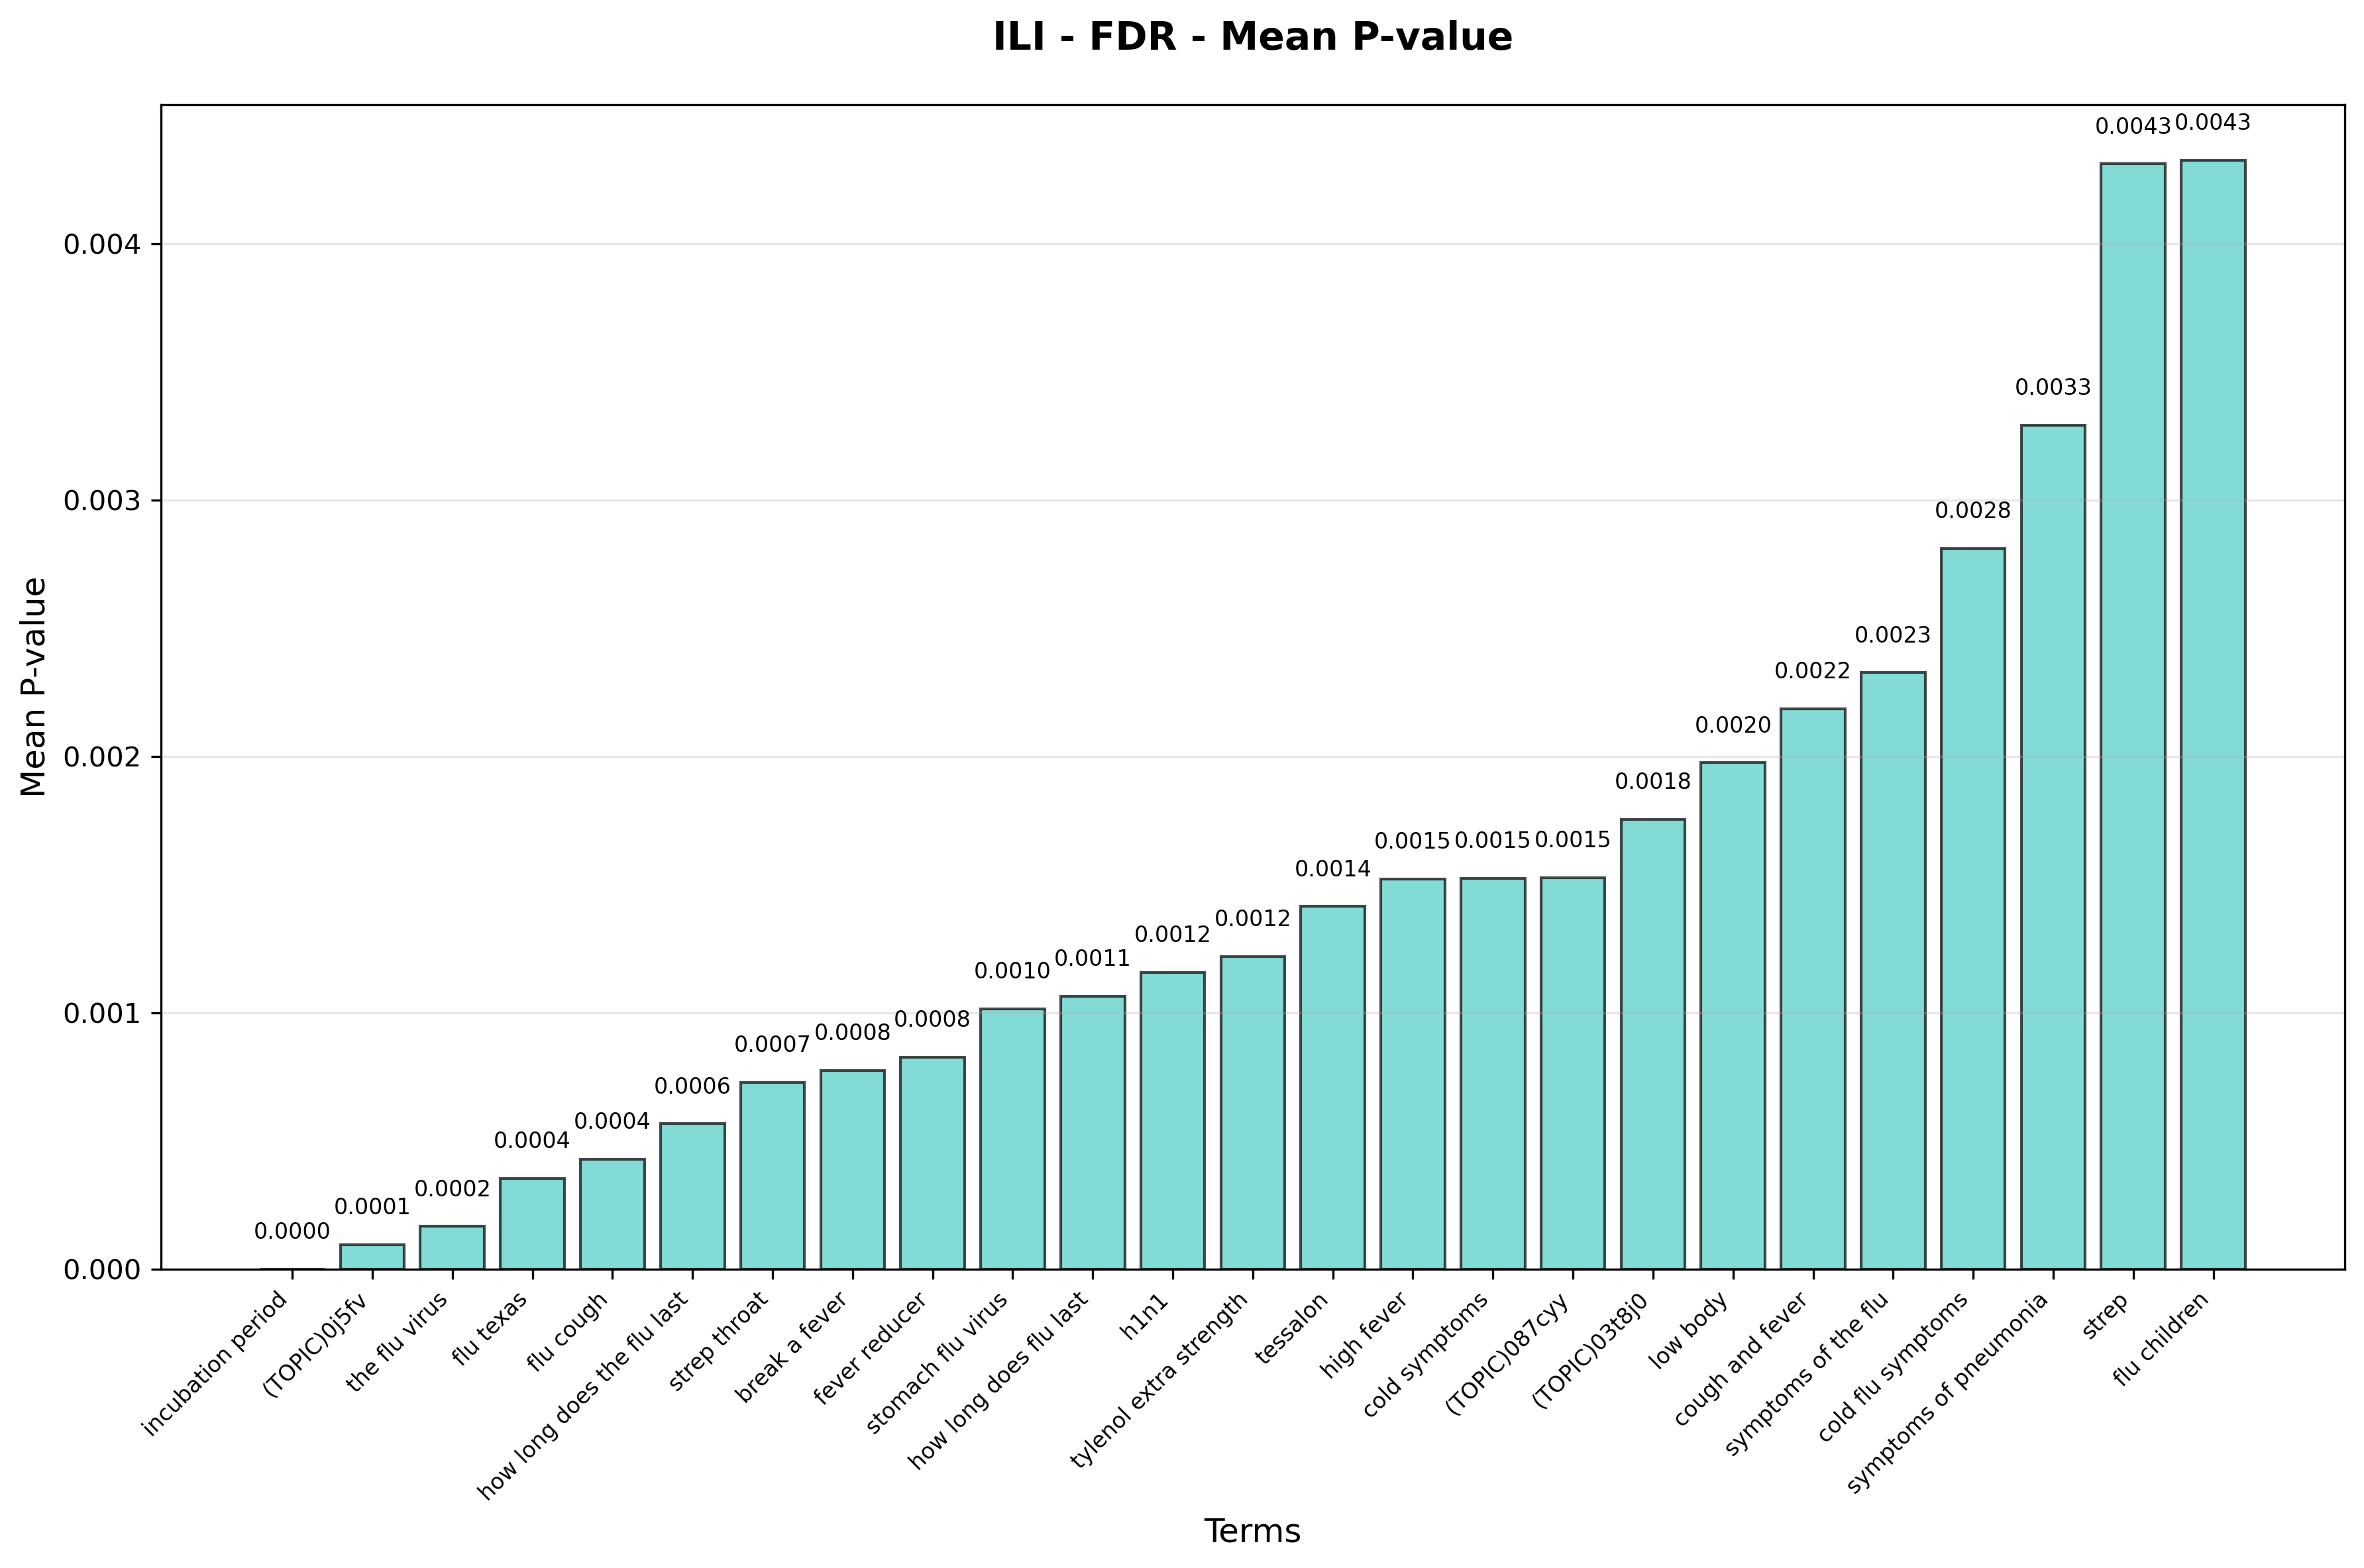 ILI - FDR - Mean P-value
Mean P-value
0.004
0.003
0.002
0.001
0.000
0.0000
0.0001
0.0002
0.0004
0.0004
0.0006
0.0007
0.0008
0.0008
0.0010
0.0011
0.0012
0.0012
0.0014
0.0015
0.0015
0.0015
0.0018
0.0020
0.0022
0.0023
0.0028
0.0033
0.0043
0.0043
incubation period
(TOPIC)0j5fv
the flu virus
flu texas
flu cough
how long does the flu last
strep throat
break a fever
fever reducer
stomach flu virus
how long does flu last
h1n1
tylenol extra strength
tessalon
high fever
cold symptoms
(TOPIC)087cyy
(TOPIC)03t8j0
low body
cough and fever
symptoms of the flu
cold flu symptoms
symptoms of pneumonia
strep
flu children
Terms